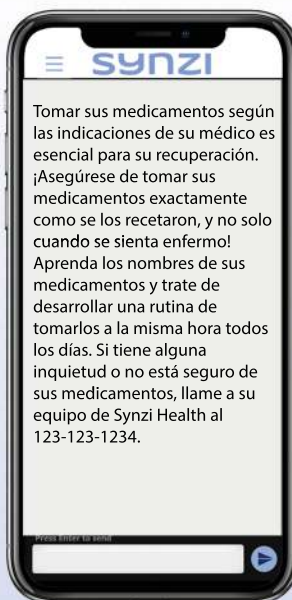 SYNZI
Tomar sus medicamentos según
las indicaciones de su médico es
esencial para su recuperación.
¡Asegúrese de tomar sus
medicamentos exactamente
como se los recetaron, y no solo
cuando se sienta enfermo!
Aprenda los nombres de sus
medicamentos y trate de
desarrollar una rutina de
tomarlos a la misma hora todos
los días. Si tiene alguna
inquietud o no está seguro de
sus medicamentos, llame a su
equipo de Synzi Health al
123-123-1234.
Press Enter to send